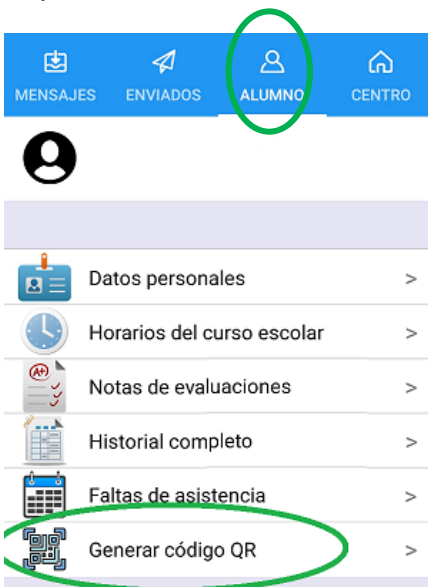 MENSAJES ENVIADOS ALUMNO CENTRO
Datos personales >
Horarios del curso escolar >
A+
Notas de evaluaciones >
Historial completo >
Faltas de asistencia >
Generar código QR >